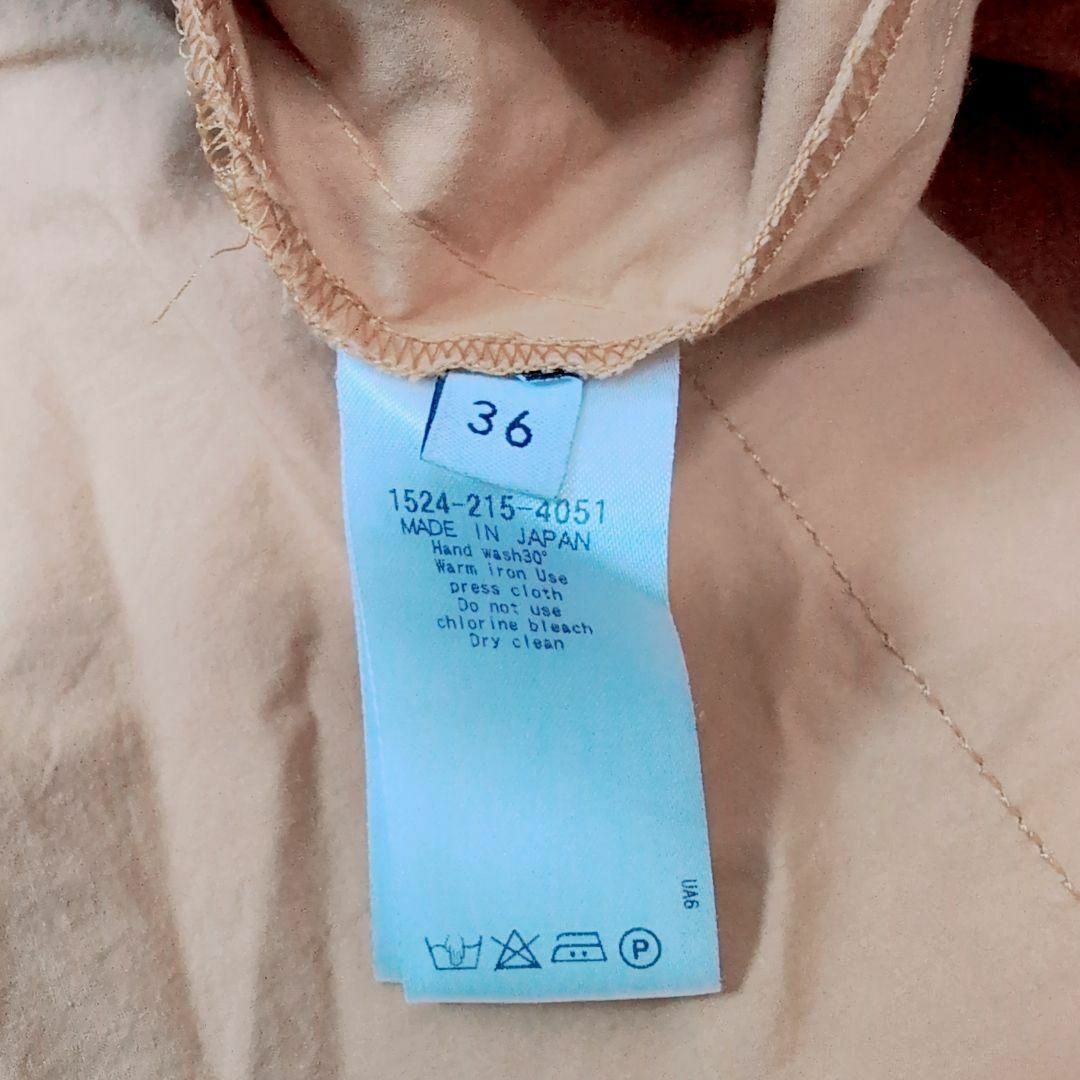 36
1524-215-4051
MADE IN JAPAN
Hand wash30°
Warm iron Use
press cloth
Do not use
chlorine bleach
Dry clean
UA6
P